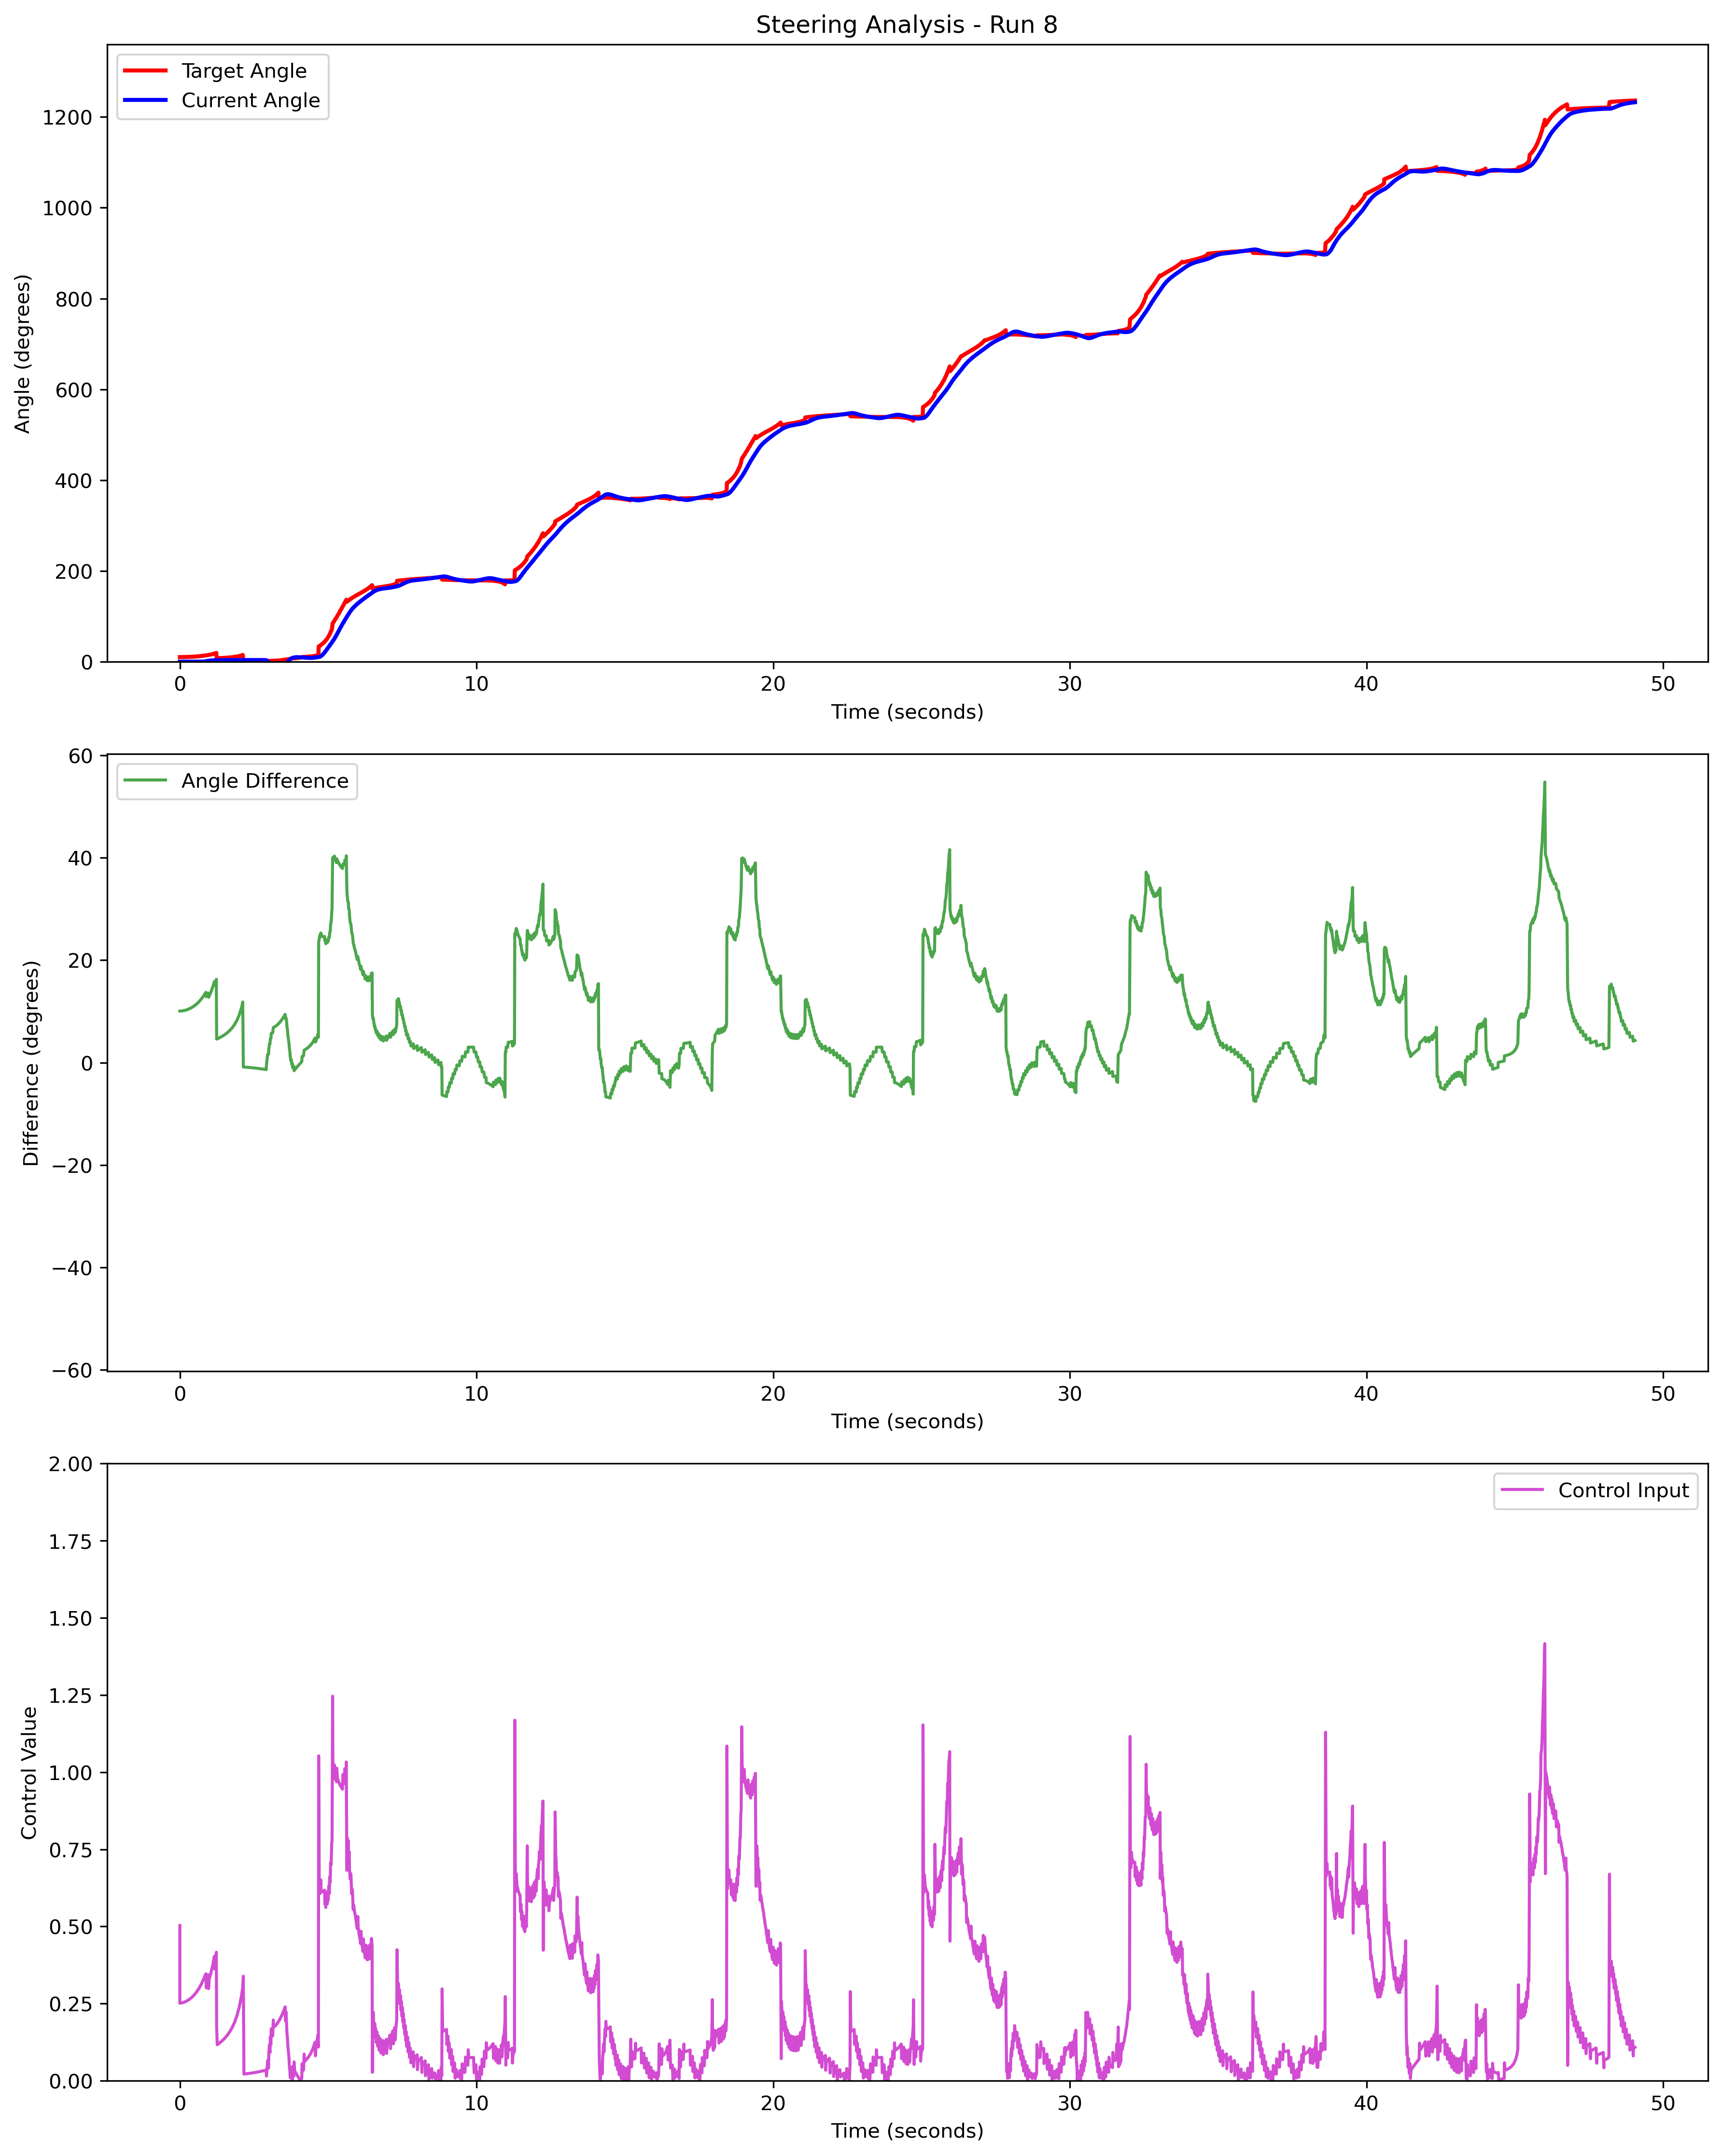 Steering Analysis - Run 8
Target Angle
Current Angle
Angle (degrees)
1200
1000
800
600
400
200
0
0 10 20 30 40 50
Time (seconds)
Angle Difference
Difference (degrees)
60
40
20
0
−20
−40
−60
0 10 20 30 40 50
Time (seconds)
Control Input
Control Value
2.00
1.75
1.50
1.25
1.00
0.75
0.50
0.25
0.00
0 10 20 30 40 50
Time (seconds)